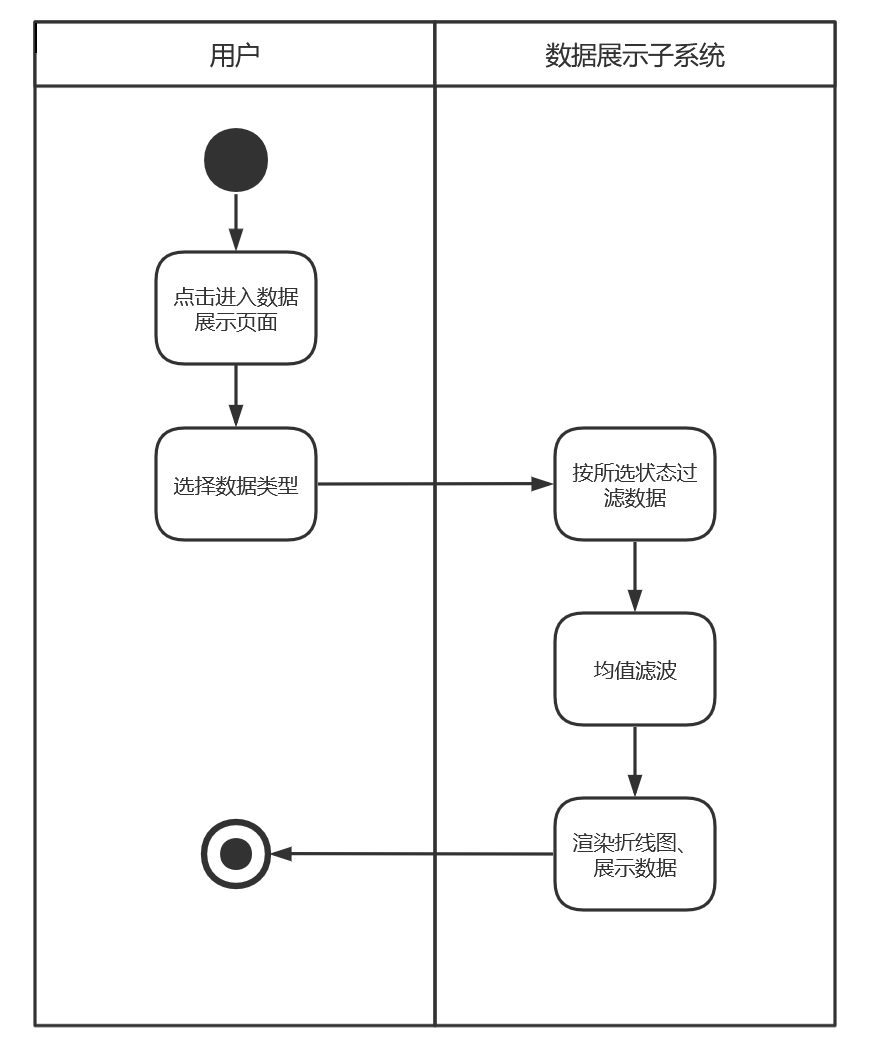 用户
数据展示子系统
点击进入数据
展示页面
选择数据类型
按所选状态过
滤数据
均值滤波
渲染折线图、
展示数据